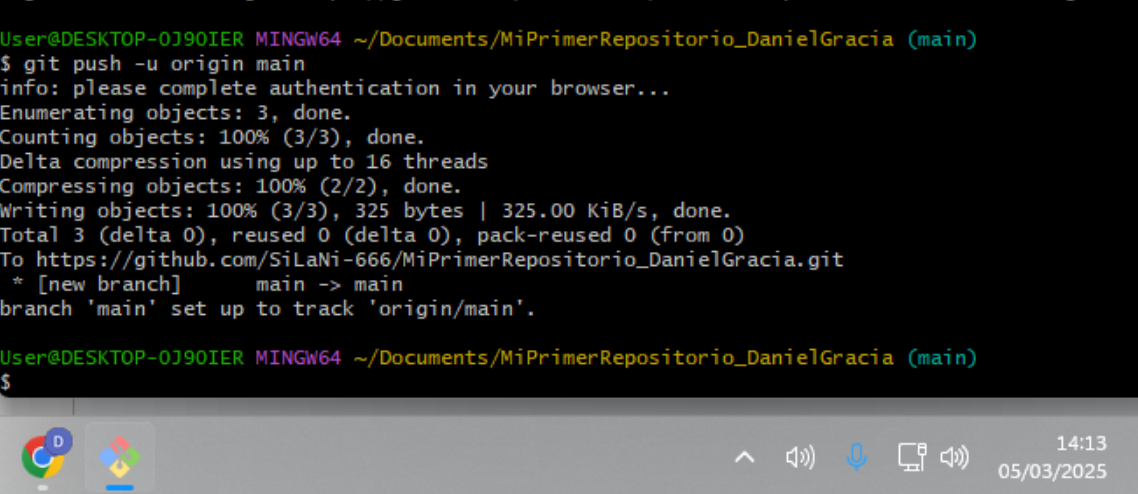 User@DESKTOP-0J9OIER MINGW64 ~/Documents/MiPrimerRepositorio_DanielGracia (main)
$ git push -u origin main
info: please complete authentication in your browser...
Enumerating objects: 3, done.
Counting objects: 100% (3/3), done.
Delta compression using up to 16 threads
Compressing objects: 100% (2/2), done.
Writing objects: 100% (3/3), 325 bytes | 325.00 KiB/s, done.
Total 3 (delta 0), reused 0 (delta 0), pack-reused 0 (from 0)
To https://github.com/SiLaNi-666/MiPrimerRepositorio_DanielGracia.git
 * [new branch]      main -> main
branch 'main' set up to track 'origin/main'.
User@DESKTOP-0J9OIER MINGW64 ~/Documents/MiPrimerRepositorio_DanielGracia (main)
$
D
14:13
05/03/2025